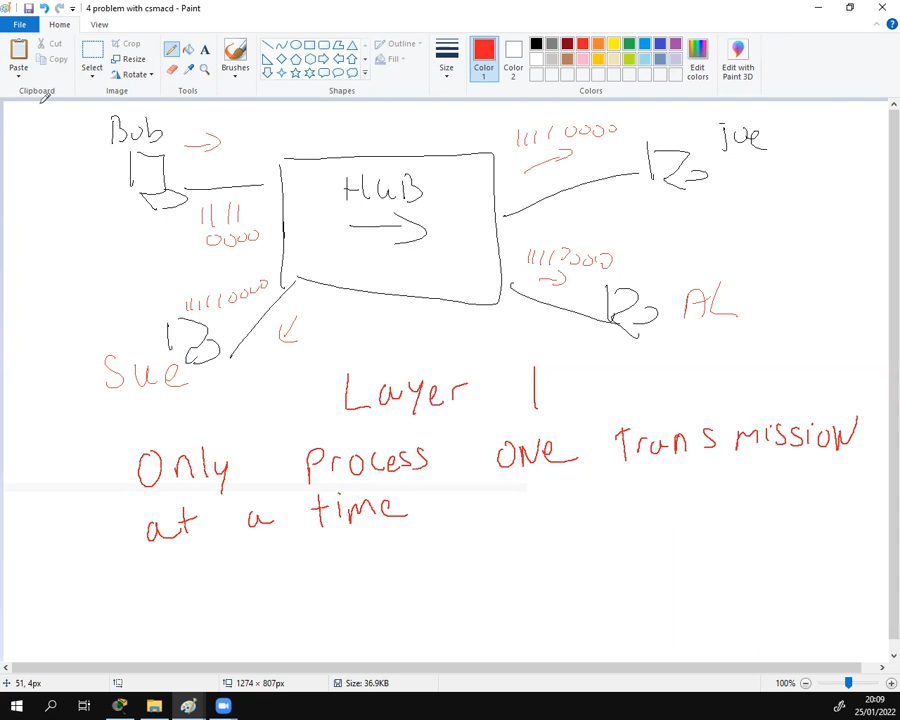 4 problem with csmacd - Paint
File Home View
Paste
Cut
Copy
Clipboard
Select
Crop
Resize
Rotate
Image
A
Tools
Brushes
Outline
Fill
Shapes
Size
Color 1
Color 2
Colors
Edit colors
Edit with Paint 3D
Bob
HUB
11110000
joe
1111
0000
11110000
AL
11110000
Sue
Layer 1
Only Process ONE Transmission
at a time
51, 4px
1274 × 807px
Size: 36.9KB
100%
20:09
25/01/2022